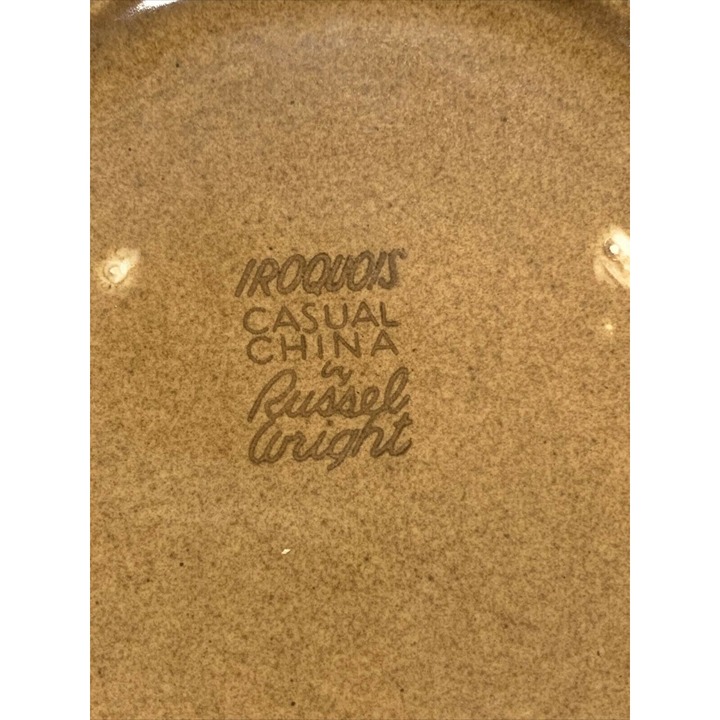 IROQUOIS
CASUAL
CHINA
by
Russel
Wright